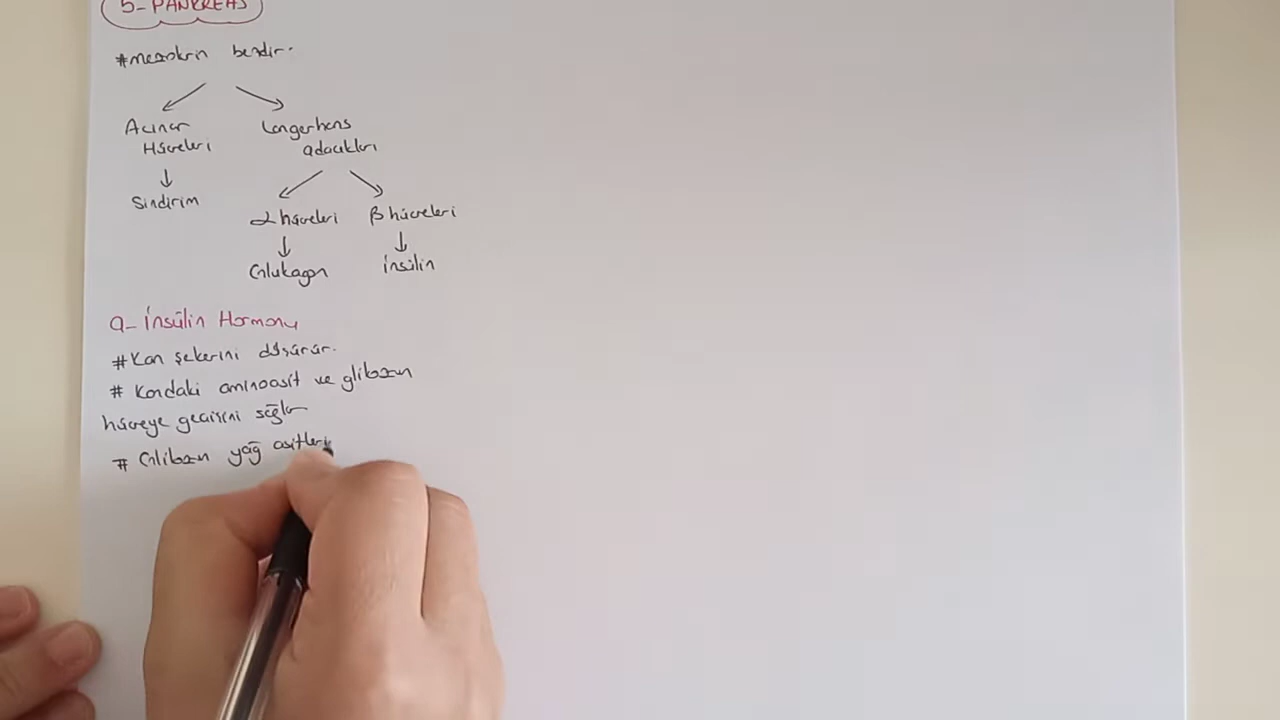 5- PANKREAS
#mezokrin bezdir.
Acınar Langerhans
Hücreleri adacıkları
Sindirim
α hücreleri β hücreleri
Glukagon İnsülin
a- İnsülin Hormonu
#Kan şekerini düşürür.
# Kandaki aminoasit ve glikozun
hücreye geçişini sağlar
# Glikozun yağ asitleri